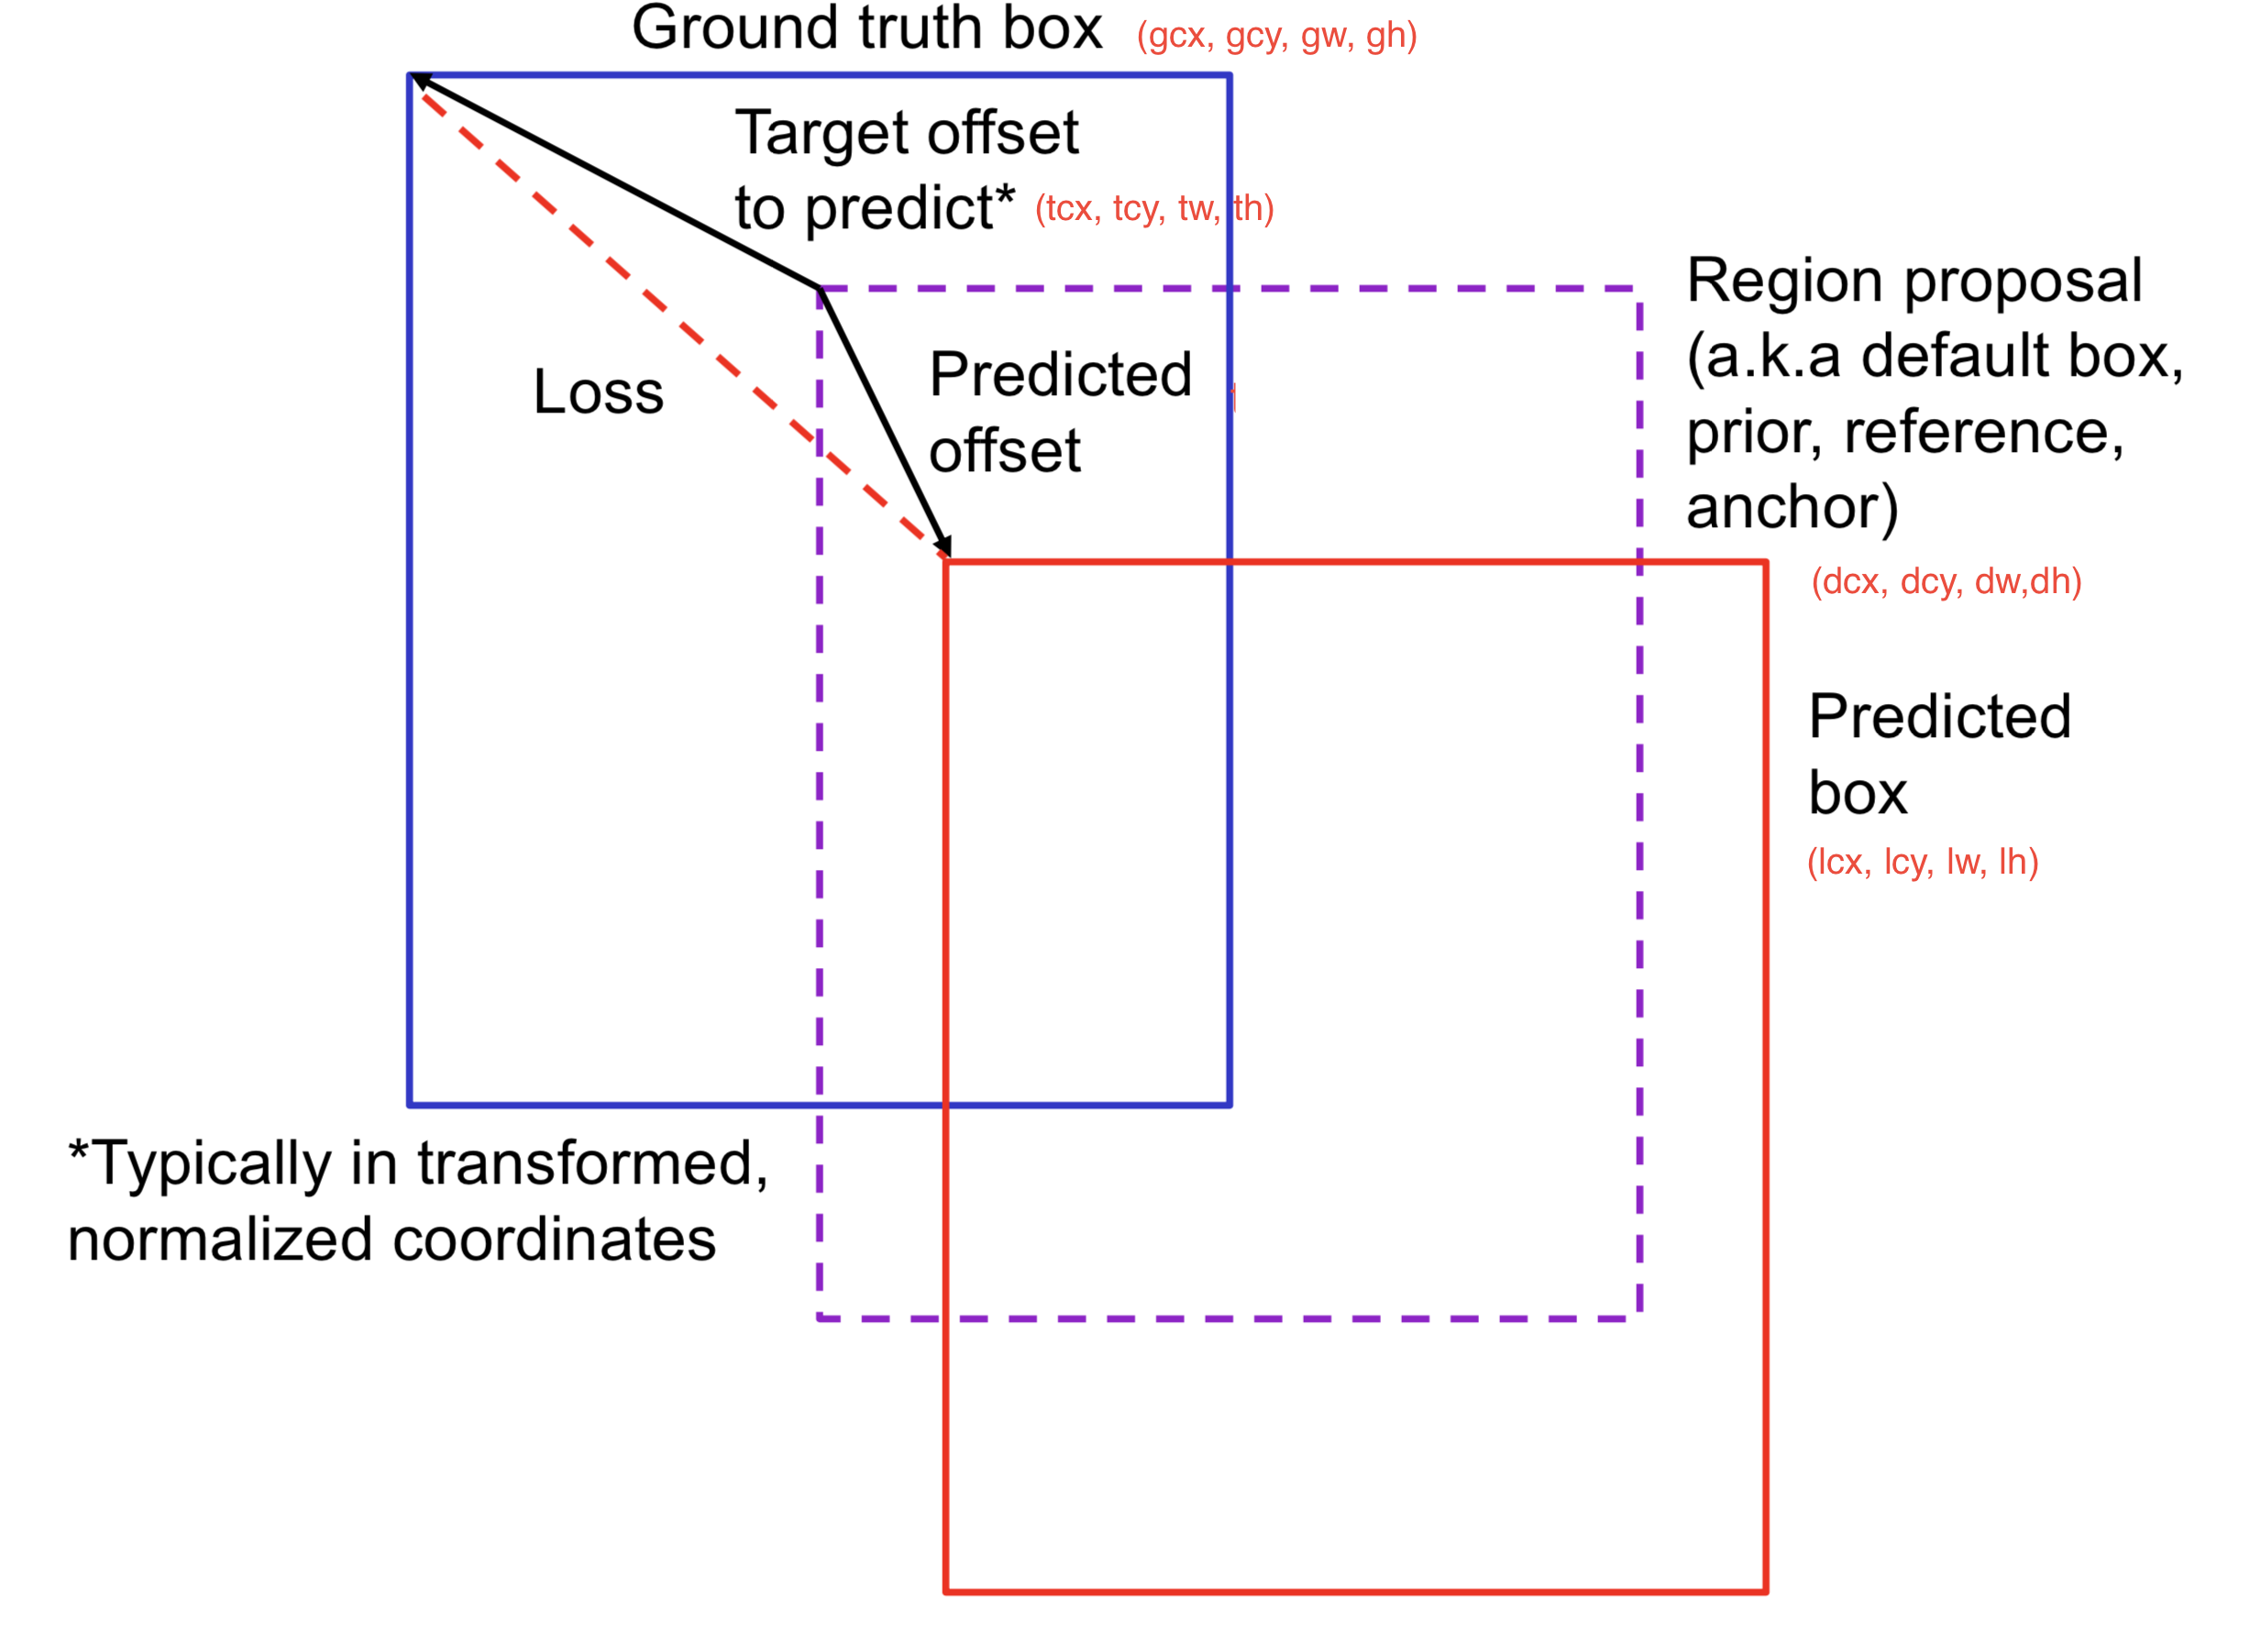 Ground truth box (gcx, gcy, gw, gh)
Target offset
to predict* (tcx, tcy, tw, th)
Loss
Predicted
offset
Region proposal
(a.k.a default box,
prior, reference,
anchor)
(dcx, dcy, dw,dh)
Predicted
box
(lcx, lcy, lw, lh)
*Typically in transformed,
normalized coordinates